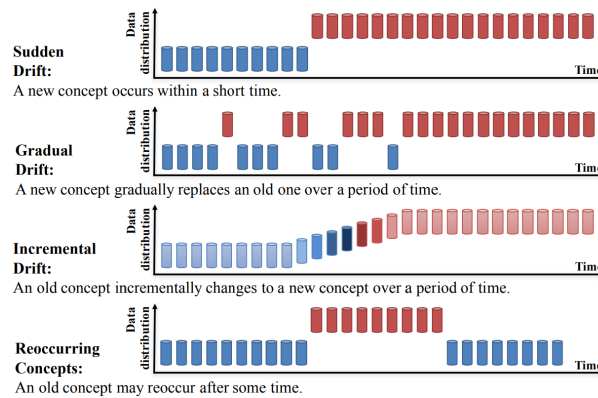 Data
distribution
Sudden
Drift:
Time
A new concept occurs within a short time.
Data
distribution
Gradual
Drift:
Time
A new concept gradually replaces an old one over a period of time.
Data
distribution
Incremental
Drift:
Time
An old concept incrementally changes to a new concept over a period of time.
Data
distribution
Reoccurring
Concepts:
Time
An old concept may reoccur after some time.